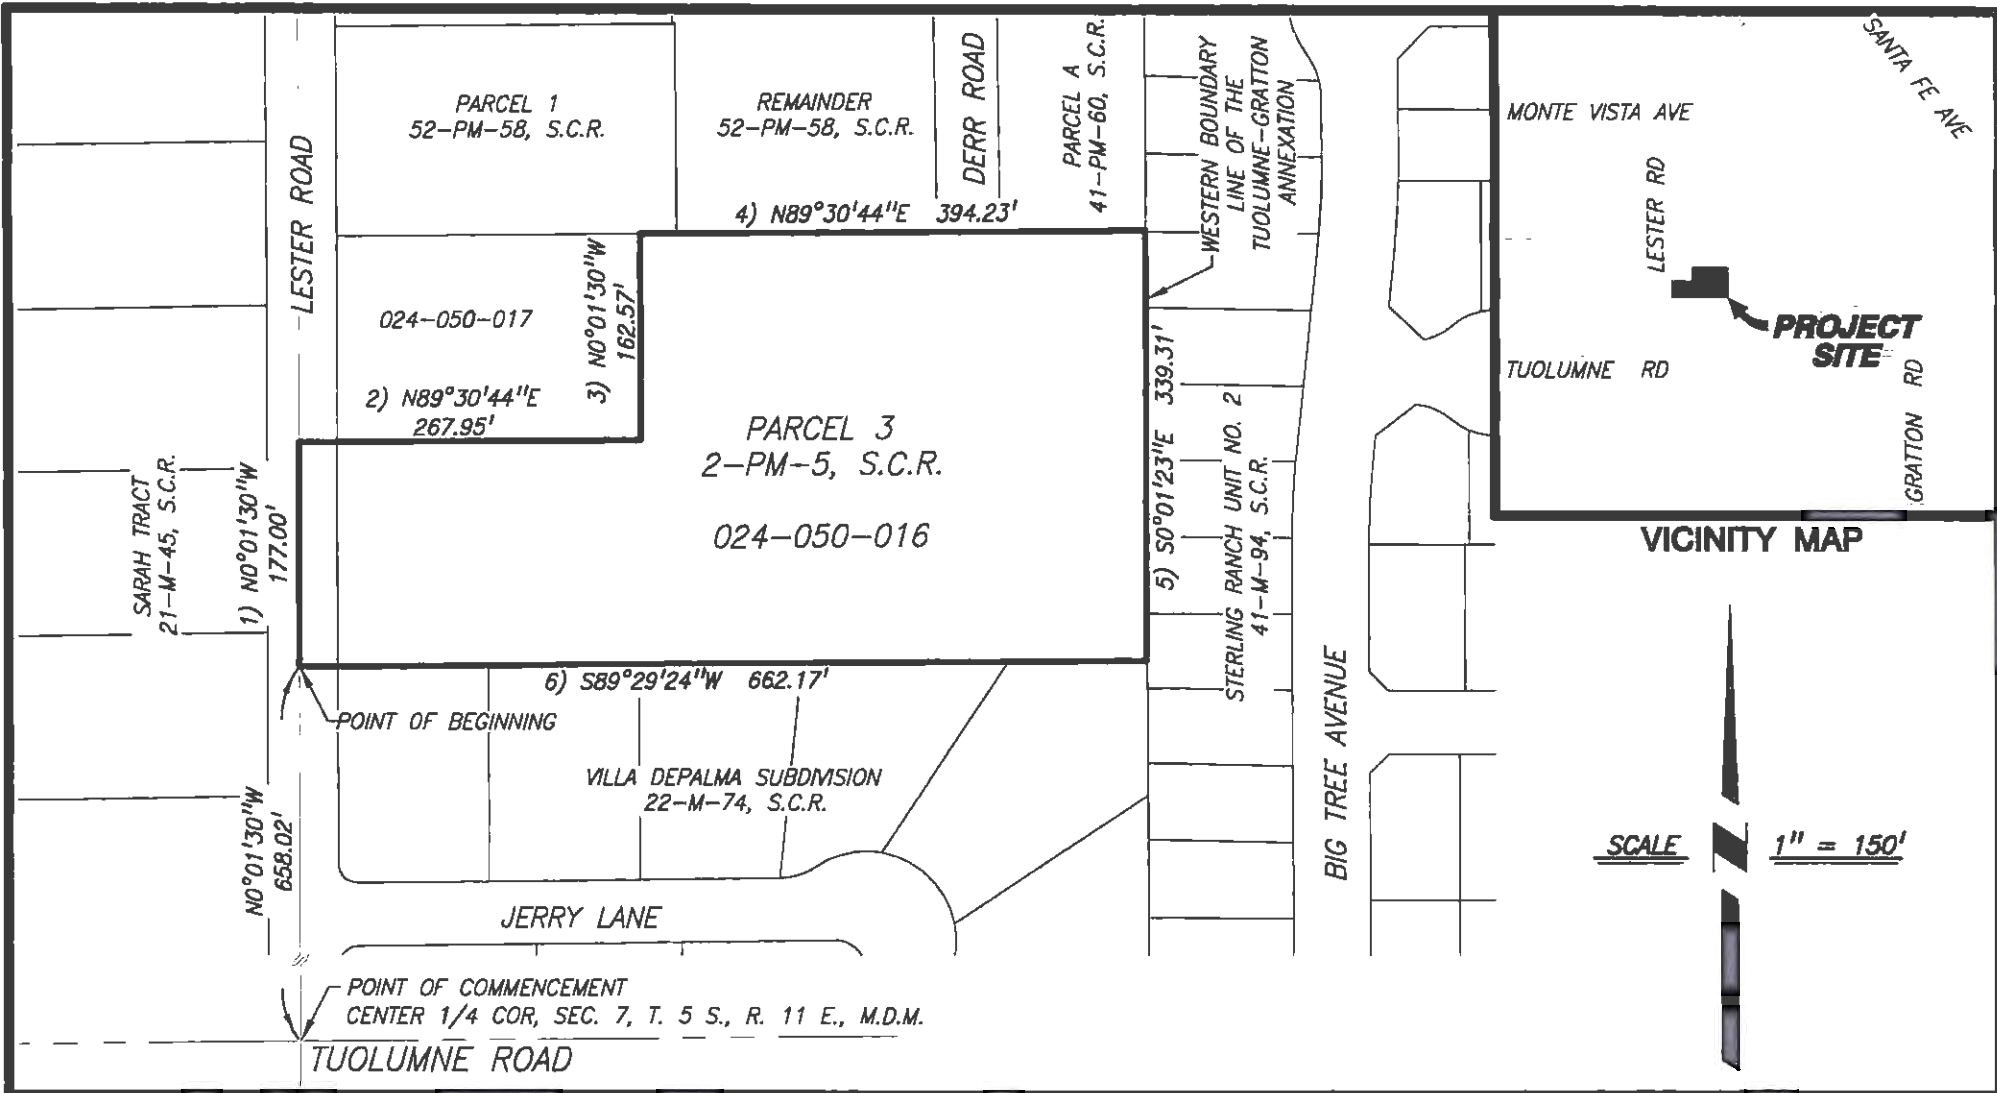 PARCEL 1
52-PM-58, S.C.R.
REMAINDER
52-PM-58, S.C.R.
DERR ROAD
PARCEL A
41-PM-60, S.C.R.
WESTERN BOUNDARY
LINE OF THE
TUOLUMNE-GRATTON
ANNEXATION
LESTER ROAD
4) N89°30'44"E 394.23'
3) N0°01'30"W
162.57'
024-050-017
2) N89°30'44"E
267.95'
PARCEL 3
2-PM-5, S.C.R.
024-050-016
5) S0°01'23"E 339.31'
STERLING RANCH UNIT NO. 2
41-M-94, S.C.R.
SARAH TRACT
21-M-45, S.C.R.
1) N0°01'30"W
177.00'
6) S89°29'24"W 662.17'
POINT OF BEGINNING
VILLA DEPALMA SUBDIVISION
22-M-74, S.C.R.
N0°01'30"W
658.02'
BIG TREE AVENUE
JERRY LANE
POINT OF COMMENCEMENT
CENTER 1/4 COR, SEC. 7, T. 5 S., R. 11 E., M.D.M.
TUOLUMNE ROAD
SANTA FE AVE
MONTE VISTA AVE
LESTER RD
PROJECT
SITE
TUOLUMNE RD
GRATTON RD
VICINITY MAP
SCALE 1" = 150'